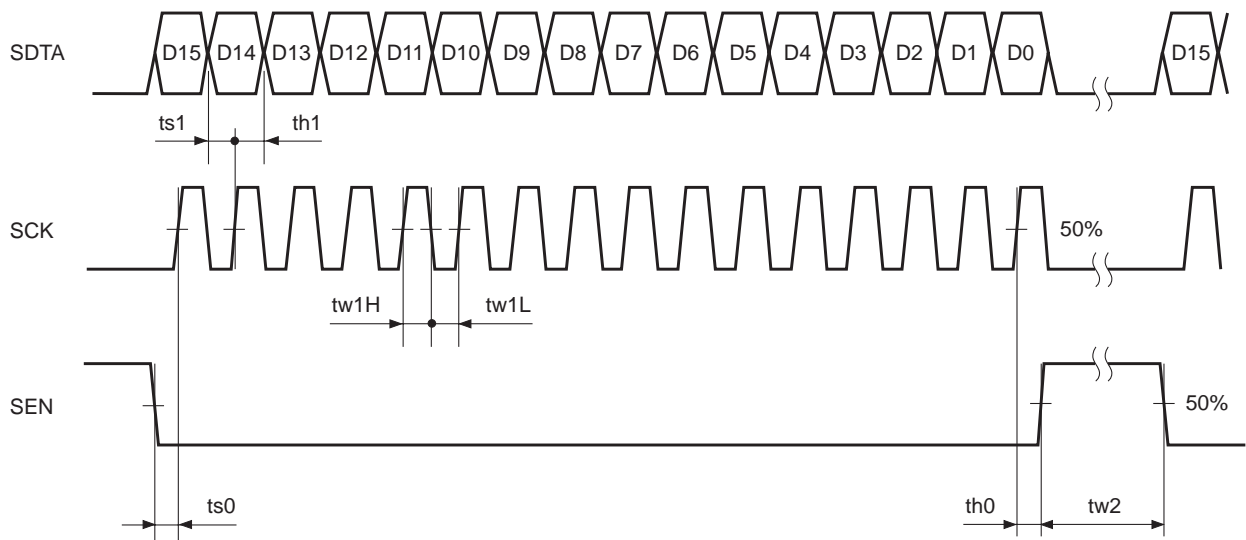 SDTA D15 D14 D13 D12 D11 D10 D9 D8 D7 D6 D5 D4 D3 D2 D1 D0 D15
ts1 th1
SCK 50%
tw1H tw1L
SEN 50%
ts0 th0 tw2